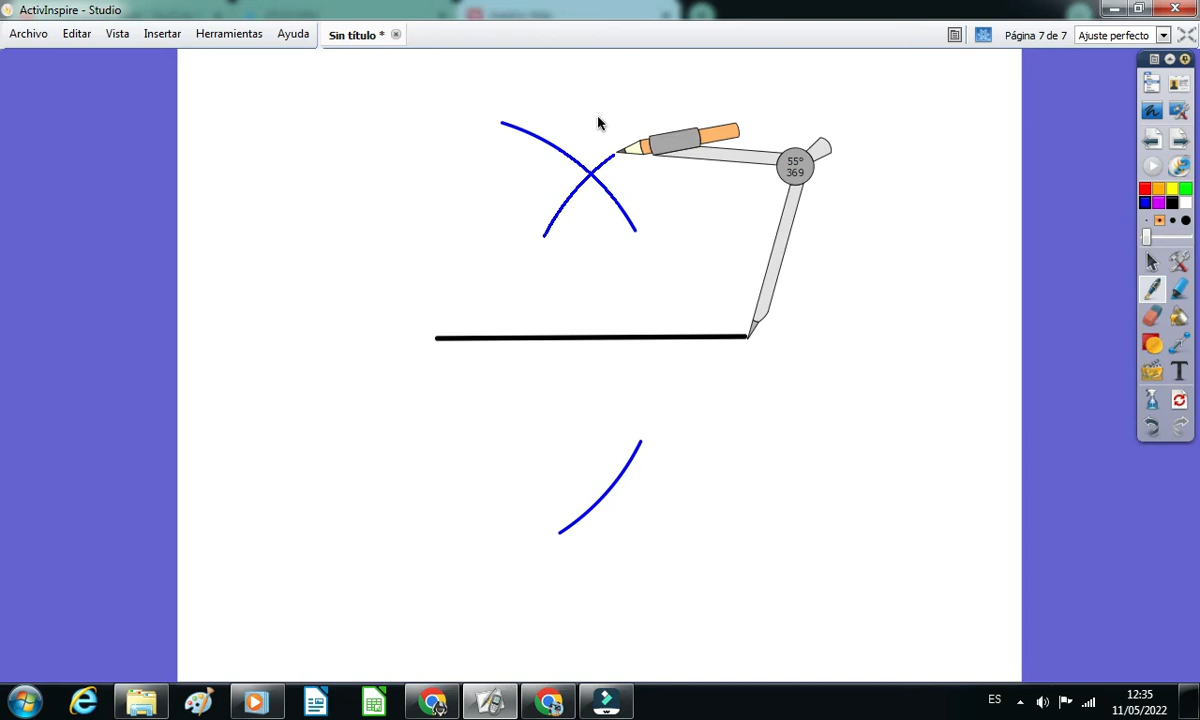 ActivInspire - Studio
Archivo Editar Vista Insertar Herramientas Ayuda Sin título * Página 7 de 7 Ajuste perfecto
55°
369
T
ES
12:35
11/05/2022